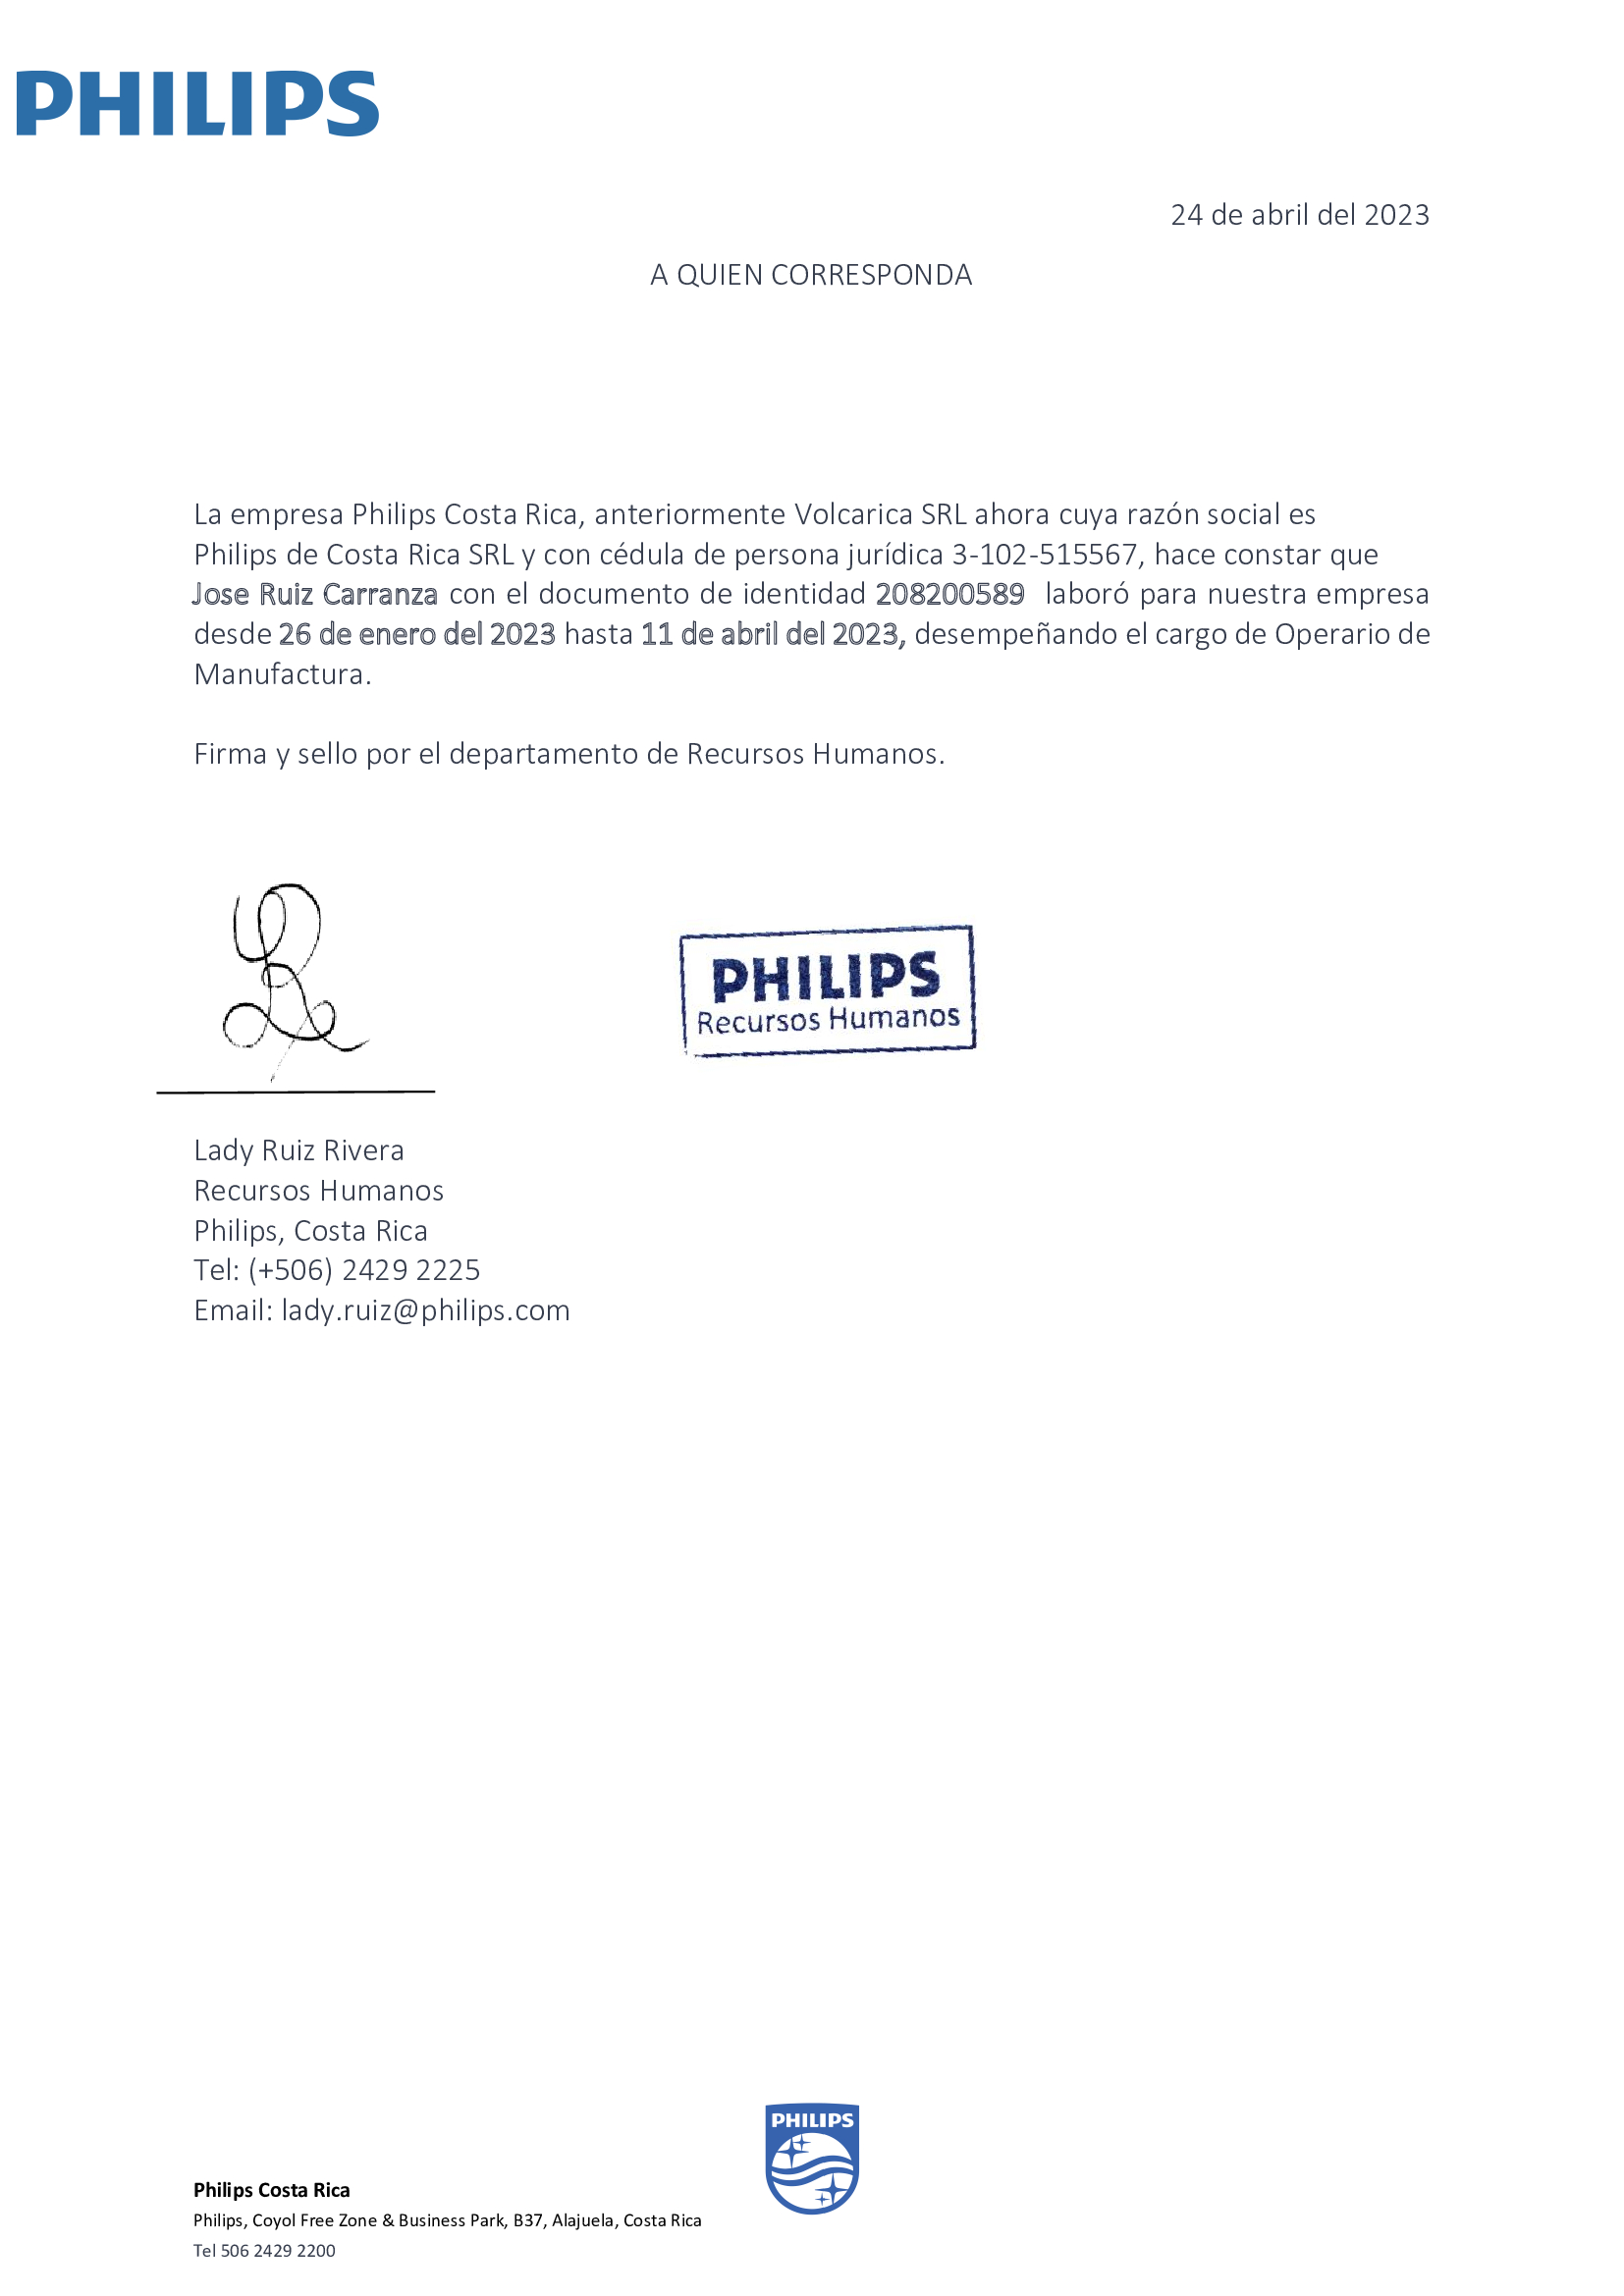 PHILIPS
24 de abril del 2023
A QUIEN CORRESPONDA
La empresa Philips Costa Rica, anteriormente Volcarica SRL ahora cuya razón social es
Philips de Costa Rica SRL y con cédula de persona jurídica 3-102-515567, hace constar que
Jose Ruiz Carranza con el documento de identidad 208200589 laboró para nuestra empresa
desde 26 de enero del 2023 hasta 11 de abril del 2023, desempeñando el cargo de Operario de
Manufactura.
Firma y sello por el departamento de Recursos Humanos.
PHILIPS
Recursos Humanos
Lady Ruiz Rivera
Recursos Humanos
Philips, Costa Rica
Tel: (+506) 2429 2225
Email: lady.ruiz@philips.com
PHILIPS
Philips Costa Rica
Philips, Coyol Free Zone & Business Park, B37, Alajuela, Costa Rica
Tel 506 2429 2200